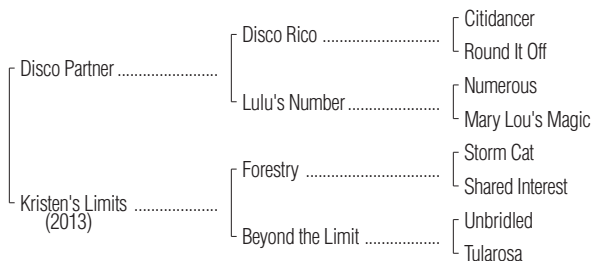 Citidancer
Disco Rico ..............................
Round It Off
Disco Partner .........................
Numerous
Lulu's Number.......................
Mary Lou's Magic
Storm Cat
Forestry .................................
Shared Interest
Kristen's Limits .....................
(2013)
Unbridled
Beyond the Limit ...................
Tularosa